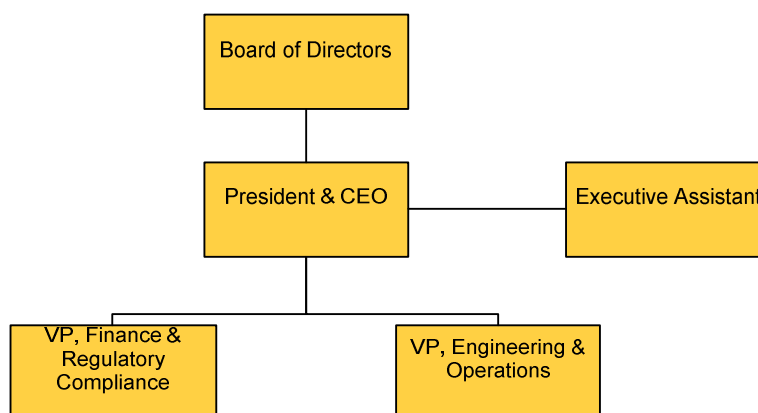 Board of Directors
President & CEO
Executive Assistant
VP, Finance &
Regulatory
Compliance
VP, Engineering &
Operations